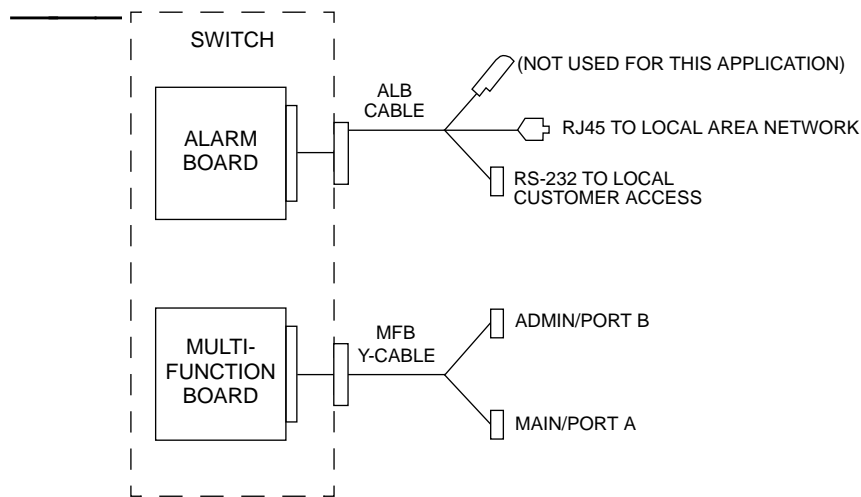 SWITCH
ALARM
BOARD
ALB
CABLE
(NOT USED FOR THIS APPLICATION)
RJ45 TO LOCAL AREA NETWORK
RS-232 TO LOCAL
CUSTOMER ACCESS
MULTI-
FUNCTION
BOARD
MFB
Y-CABLE
ADMIN/PORT B
MAIN/PORT A